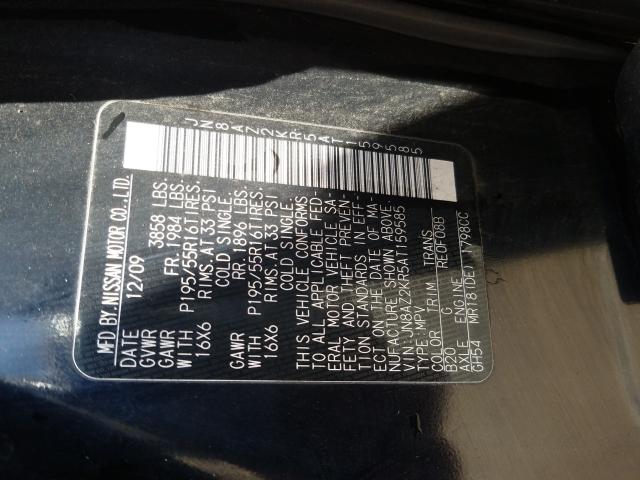 JN8AZ2KR5AT159585
MFD BY NISSAN MOTOR CO.,LTD.
DATE 12/09
GVWR 3858 LBS.
GAWR FR.1984 LBS.
WITH P195/55R16TIRES.
16X6 RIMS.AT 33 PSI
COLD SINGLE.
GAWR RR.1896 LBS.
WITH P195/55R16TIRES.
16X6 RIMS.AT 33 PSI
COLD SINGLE.
THIS VEHICLE CONFORMS
TO ALL APPLICABLE FED-
ERAL MOTOR VEHICLE SA-
FETY AND THEFT PREVEN-
TION STANDARDS IN EFF-
ECT ON THE DATE OF MA-
NUFACTURE SHOWN ABOVE.
VIN:JN8AZ2KR5AT159585
TYPE:MPV
COLOR TRIM TRANS
B20 G RE0F08B
AXLE ENGINE
GH54 MR18(DE) 1798CC